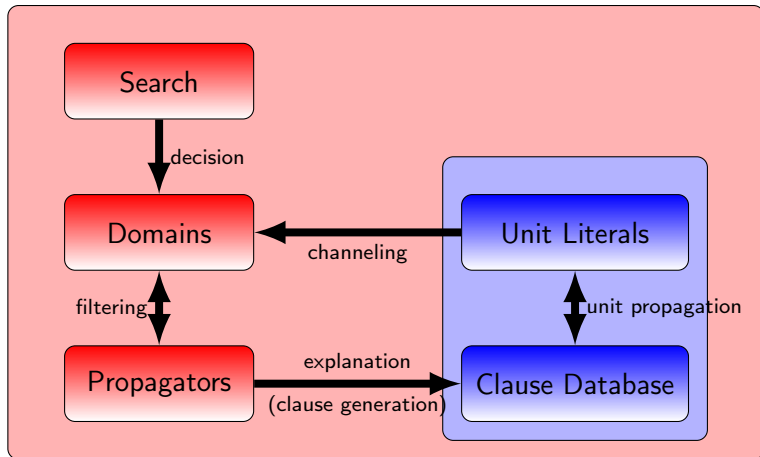 Search
decision
Domains
Unit Literals
channeling
filtering
unit propagation
Propagators
explanation
(clause generation)
Clause Database